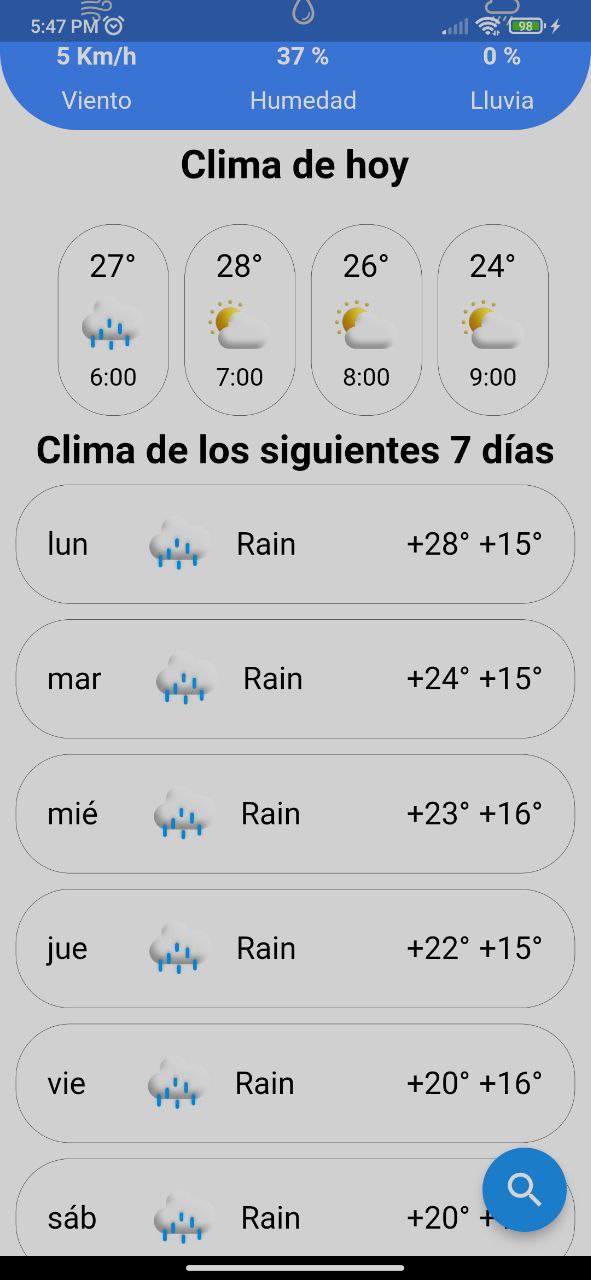 5:47 PM 98
5 Km/h 37 % 0 %
Viento Humedad Lluvia
Clima de hoy
27° 28° 26° 24°
6:00 7:00 8:00 9:00
Clima de los siguientes 7 días
lun Rain +28° +15°
mar Rain +24° +15°
mié Rain +23° +16°
jue Rain +22° +15°
vie Rain +20° +16°
sáb Rain +20°